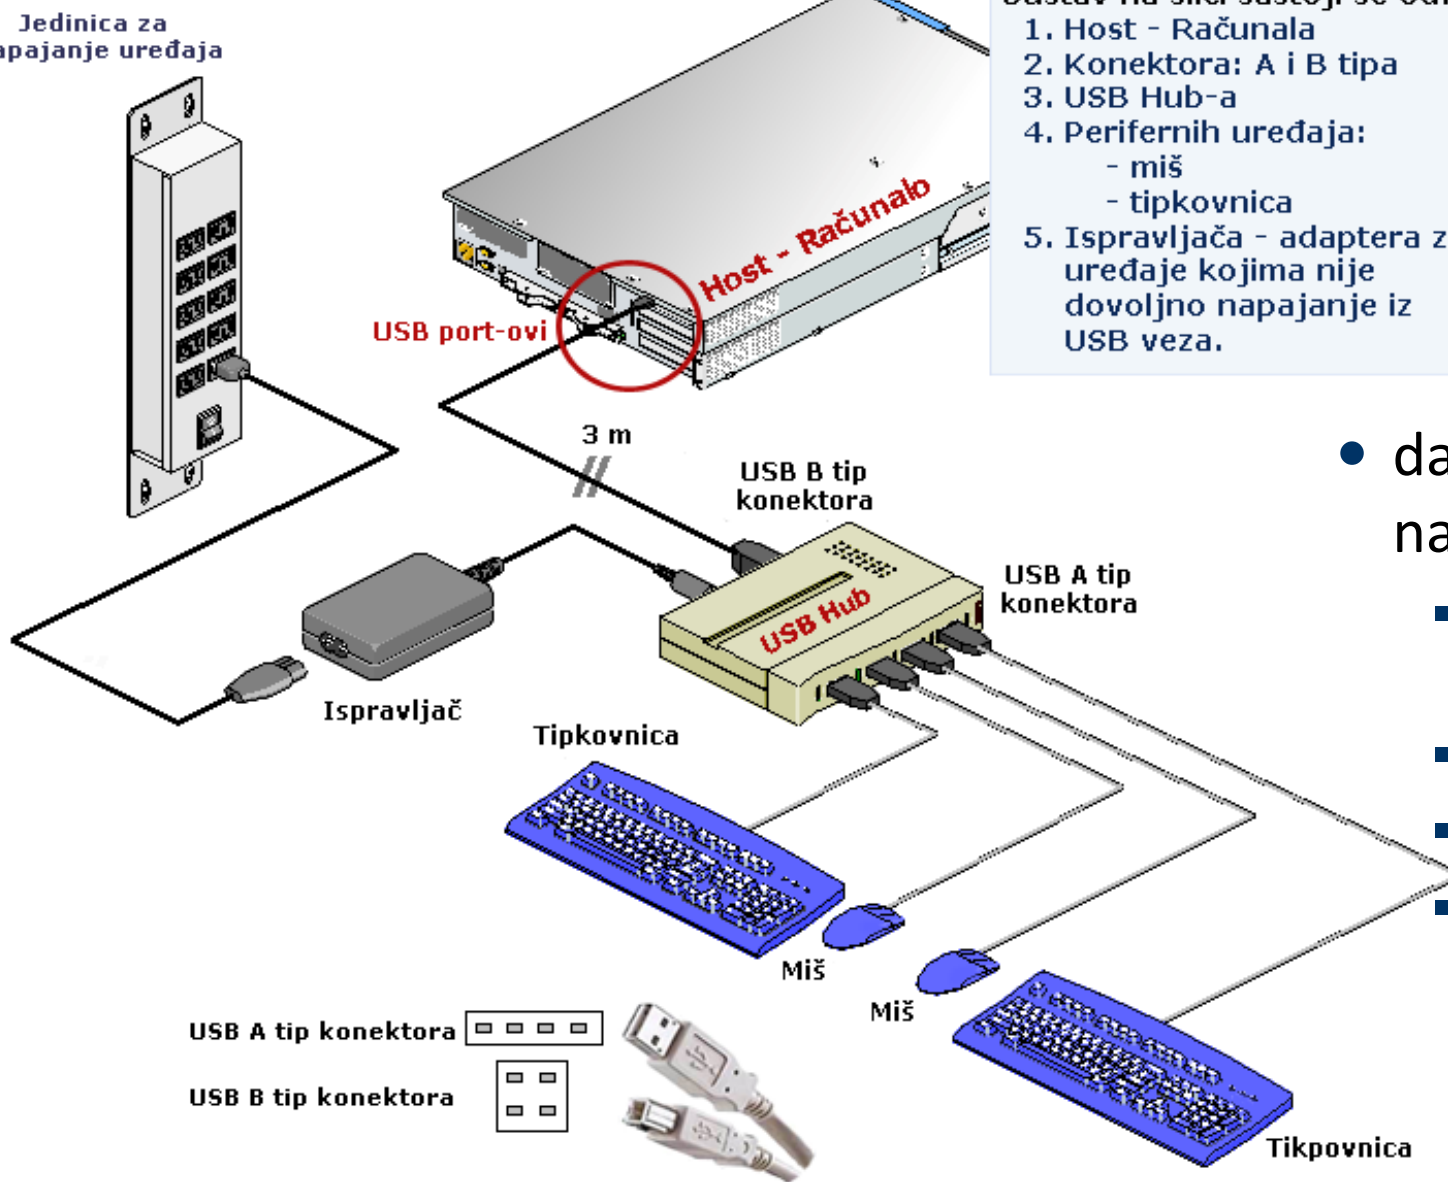 Jedinica za
napajanje uređaja
1. Host - Računala
2. Konektora: A i B tipa
3. USB Hub-a
4. Perifernih uređaja:
- miš
- tipkovnica
5. Ispravljača - adaptera z
uređaje kojima nije
dovoljno napajanje iz
USB veza.
Host - Računalo
USB port-ovi
3 m
USB B tip
konektora
USB A tip
konektora
USB Hub
Ispravljač
Tipkovnica
Miš
Miš
Tikpovnica
USB A tip konektora
USB B tip konektora
• da
na